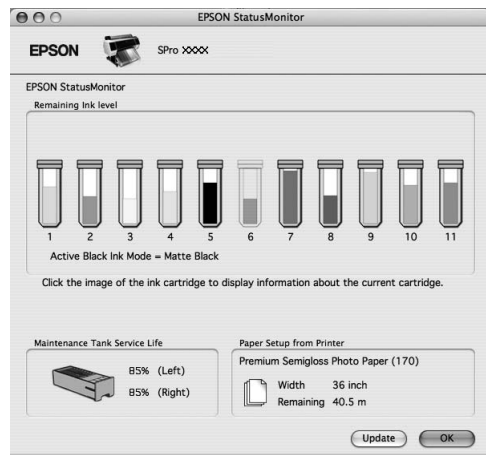 EPSON StatusMonitor
EPSON SPro XXXX
EPSON StatusMonitor
Remaining Ink level
1 2 3 4 5 6 7 8 9 10 11
Active Black Ink Mode = Matte Black
Click the image of the ink cartridge to display information about the current cartridge.
Maintenance Tank Service Life
85% (Left)
85% (Right)
Paper Setup from Printer
Premium Semigloss Photo Paper (170)
Width 36 inch
Remaining 40.5 m
Update OK